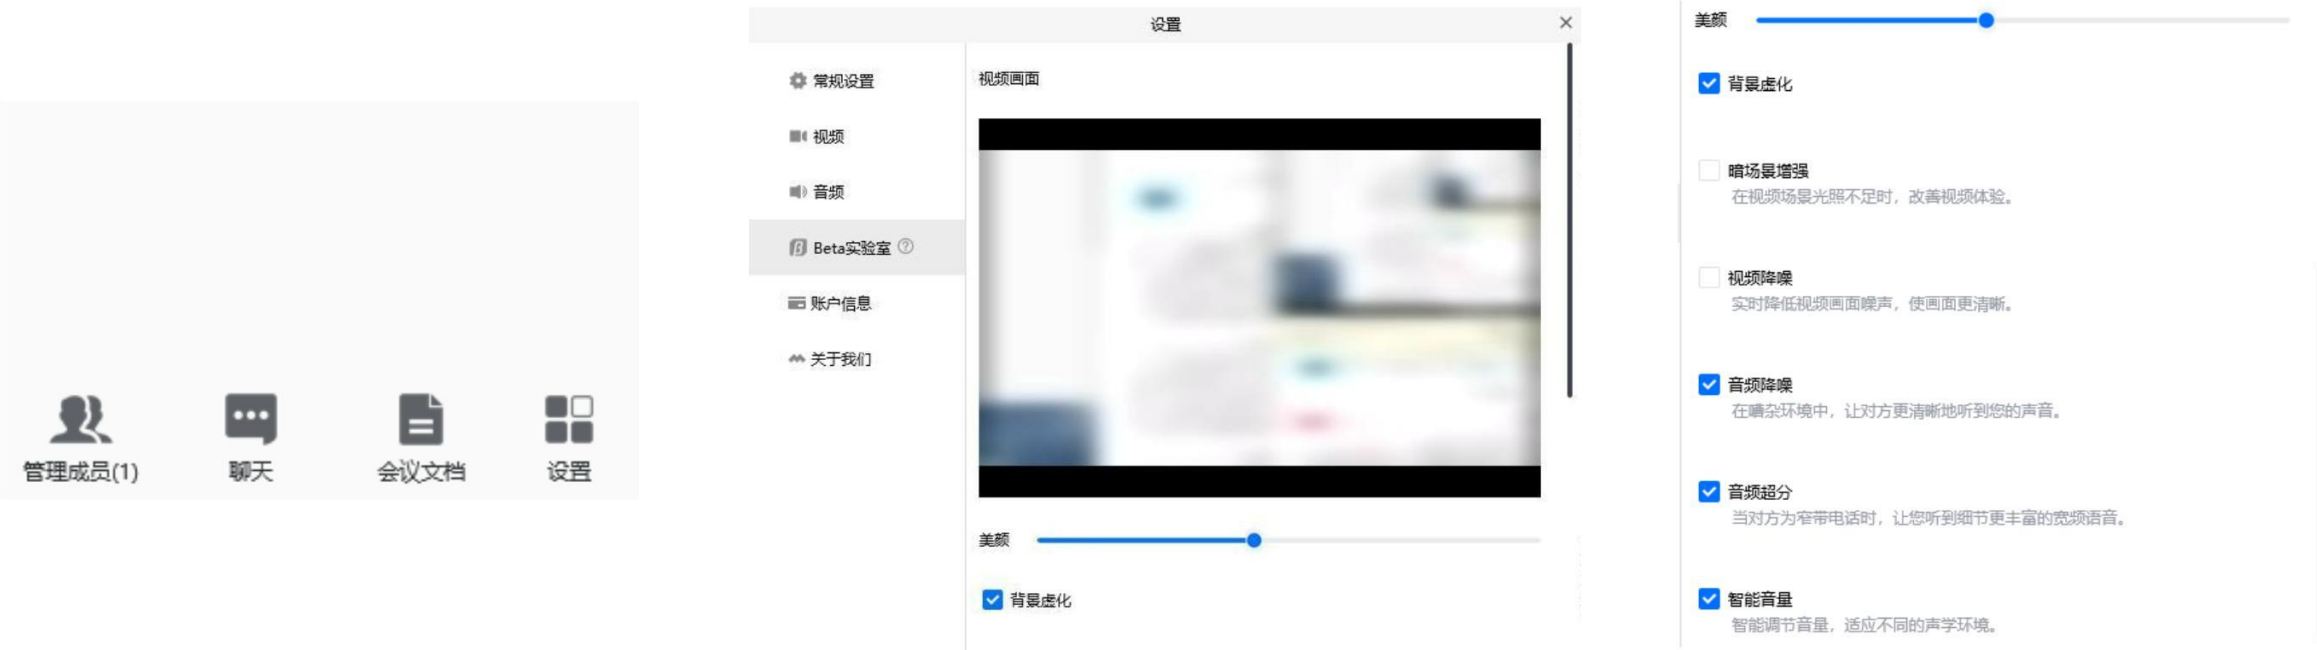 管理成员(1)
聊天
会议文档
设置
设置
常规设置
视频
音频
Beta实验室
账户信息
关于我们
视频画面
美颜
背景虚化
美颜
背景虚化
暗场景增强
在视频场景光照不足时，改善视频体验。
视频降噪
实时降低视频画面噪声，使画面更清晰。
音频降噪
在嘈杂环境中，让对方更清晰地听到您的声音。
音频超分
当对方为窄带电话时，让您听到细节更丰富的宽频语音。
智能音量
智能调节音量，适应不同的声学环境。